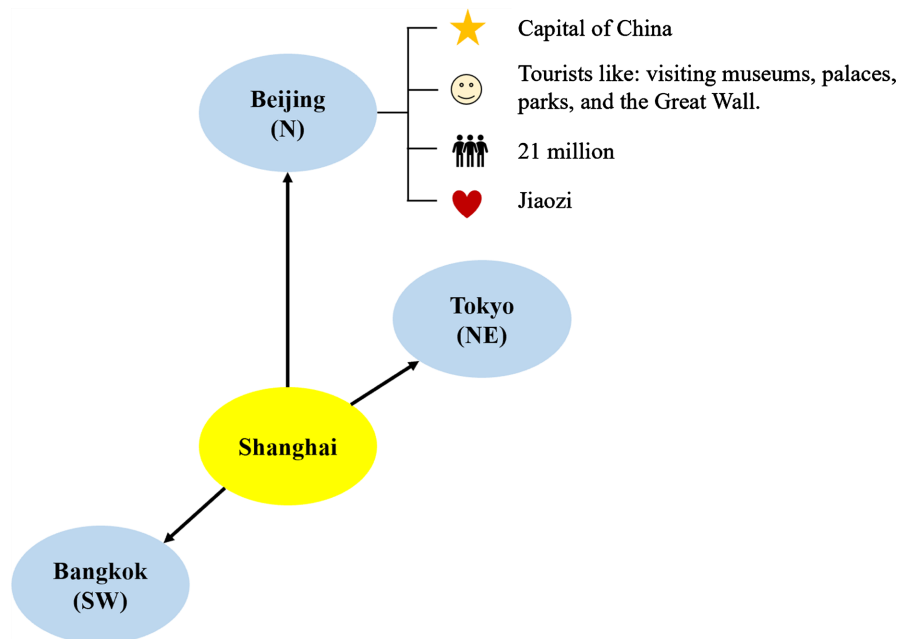 Beijing
(N)
Capital of China
Tourists like: visiting museums, palaces,
parks, and the Great Wall.
21 million
Jiaozi
Tokyo
(NE)
Shanghai
Bangkok
(SW)